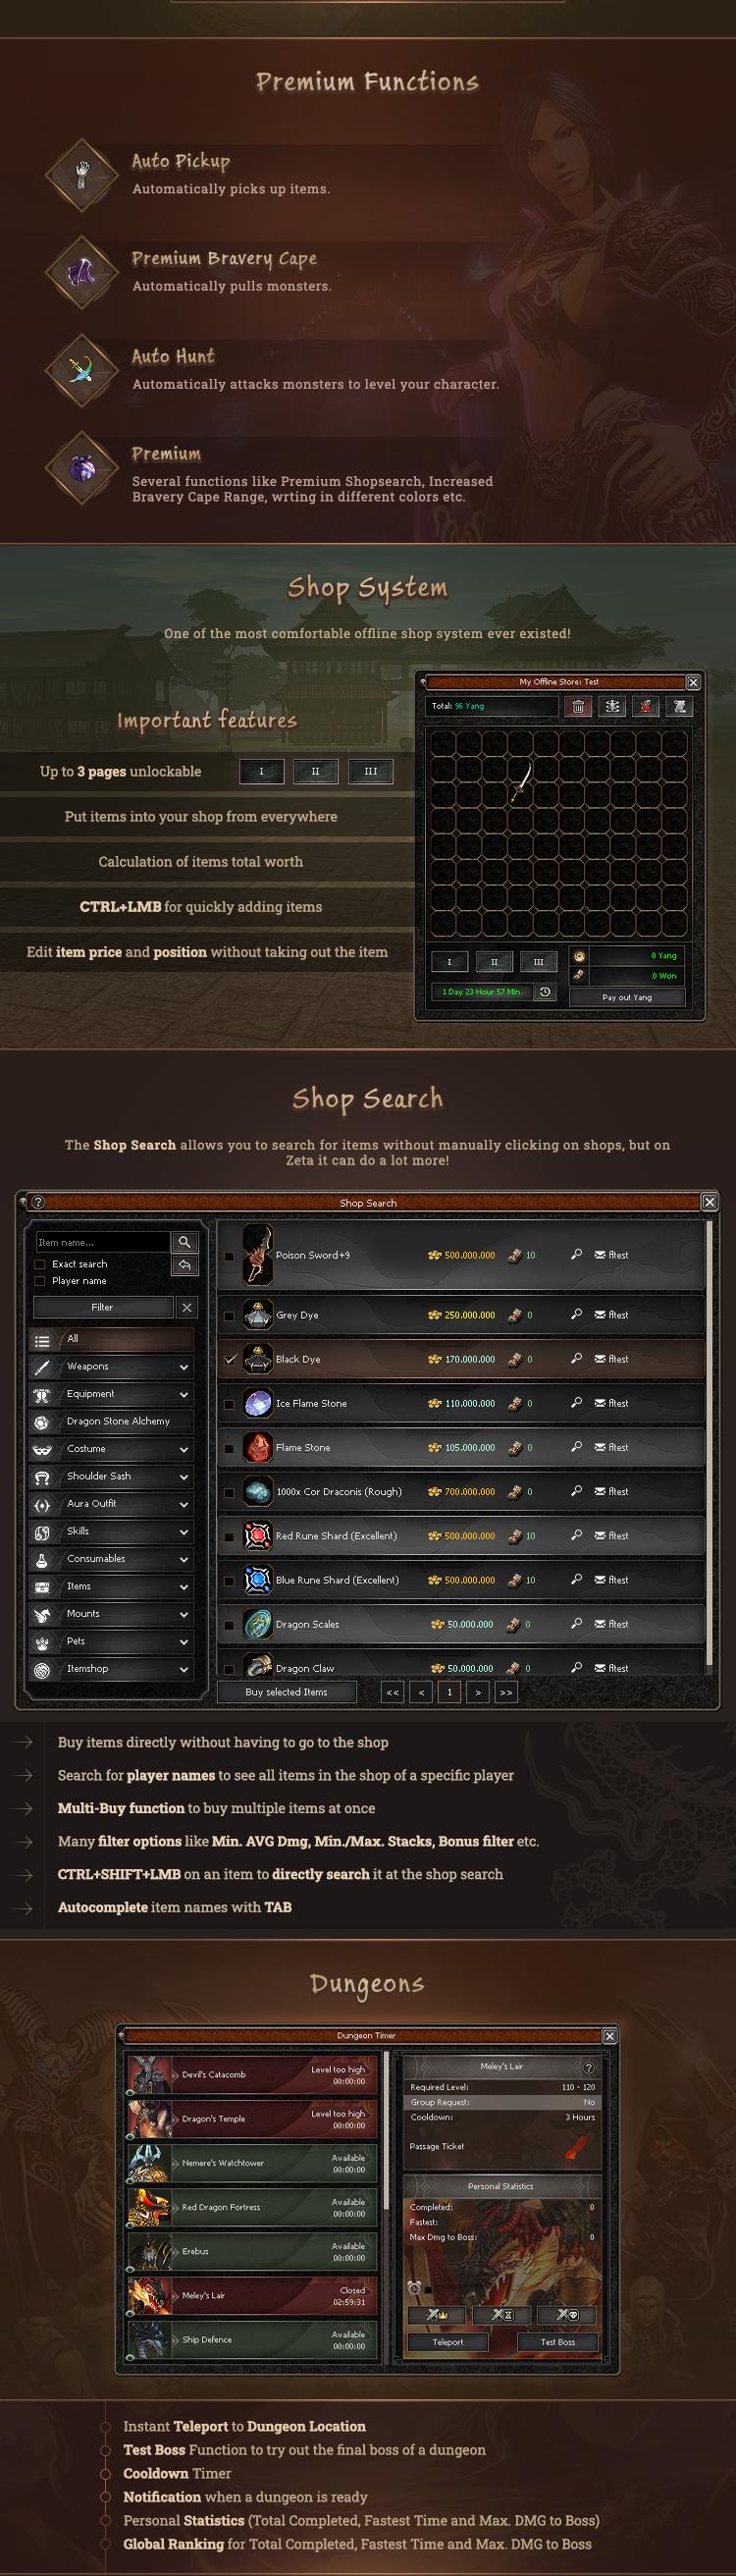 Premium Functions
Auto Pickup
Automatically picks up items.
Premium Bravery Cape
Automatically pulls monsters.
Auto Hunt
Automatically attacks monsters to level your character.
Premium
Several functions like Premium Shopsearch, Increased
Bravery Cape Range, wrting in different colors etc.
Shop System
One of the most comfortable offline shop system ever existed!
Important features
Up to 3 pages unlockable I II III
Put items into your shop from everywhere
Calculation of items total worth
CTRL+LMB for quickly adding items
Edit item price and position without taking out the item
My Offline Store: Test
Total: 96 Yang
I II III
0 Yang
0 Won
1 Day 23 Hour 57 Min.
Pay out Yang
Shop Search
The Shop Search allows you to search for items without manually clicking on shops, but on
Zeta it can do a lot more!
? Shop Search
Item name...
Exact search
Player name
Filter
All
Weapons
Equipment
Dragon Stone Alchemy
Costume
Shoulder Sash
Aura Outfit
Skills
Consumables
Items
Mounts
Pets
Itemshop
Poison Sword+9 500.000.000 10 Atest
Grey Dye 250.000.000 0 Atest
Black Dye 170.000.000 0 Atest
Ice Flame Stone 110.000.000 0 Atest
Flame Stone 105.000.000 0 Atest
1000x Cor Draconis (Rough) 700.000.000 0 Atest
Red Rune Shard (Excellent) 500.000.000 10 Atest
Blue Rune Shard (Excellent) 500.000.000 10 Atest
Dragon Scales 50.000.000 0 Atest
Dragon Claw 50.000.000 0 Atest
Buy selected Items << < 1 > >>
Buy items directly without having to go to the shop
Search for player names to see all items in the shop of a specific player
Multi-Buy function to buy multiple items at once
Many filter options like Min. AVG Dmg, Min./Max. Stacks, Bonus filter etc.
CTRL+SHIFT+LMB on an item to directly search it at the shop search
Autocomplete item names with TAB
Dungeons
Dungeon Timer
Devil's Catacomb Level too high
00:00:00
Dragon's Temple Level too high
00:00:00
Nemere's Watchtower Available
00:00:00
Red Dragon Fortress Available
00:00:00
Erebus Available
00:00:00
Meley's Lair Closed
02:59:31
Ship Defence Available
00:00:00
Meley's Lair ?
Required Level: 110 - 120
Group Request: No
Cooldown: 3 Hours
Passage Ticket
Personal Statistics
Completed: 0
Fastest:
Max Dmg to Boss: 0
Teleport Test Boss
Instant Teleport to Dungeon Location
Test Boss Function to try out the final boss of a dungeon
Cooldown Timer
Notification when a dungeon is ready
Personal Statistics (Total Completed, Fastest Time and Max. DMG to Boss)
Global Ranking for Total Completed, Fastest Time and Max. DMG to Boss